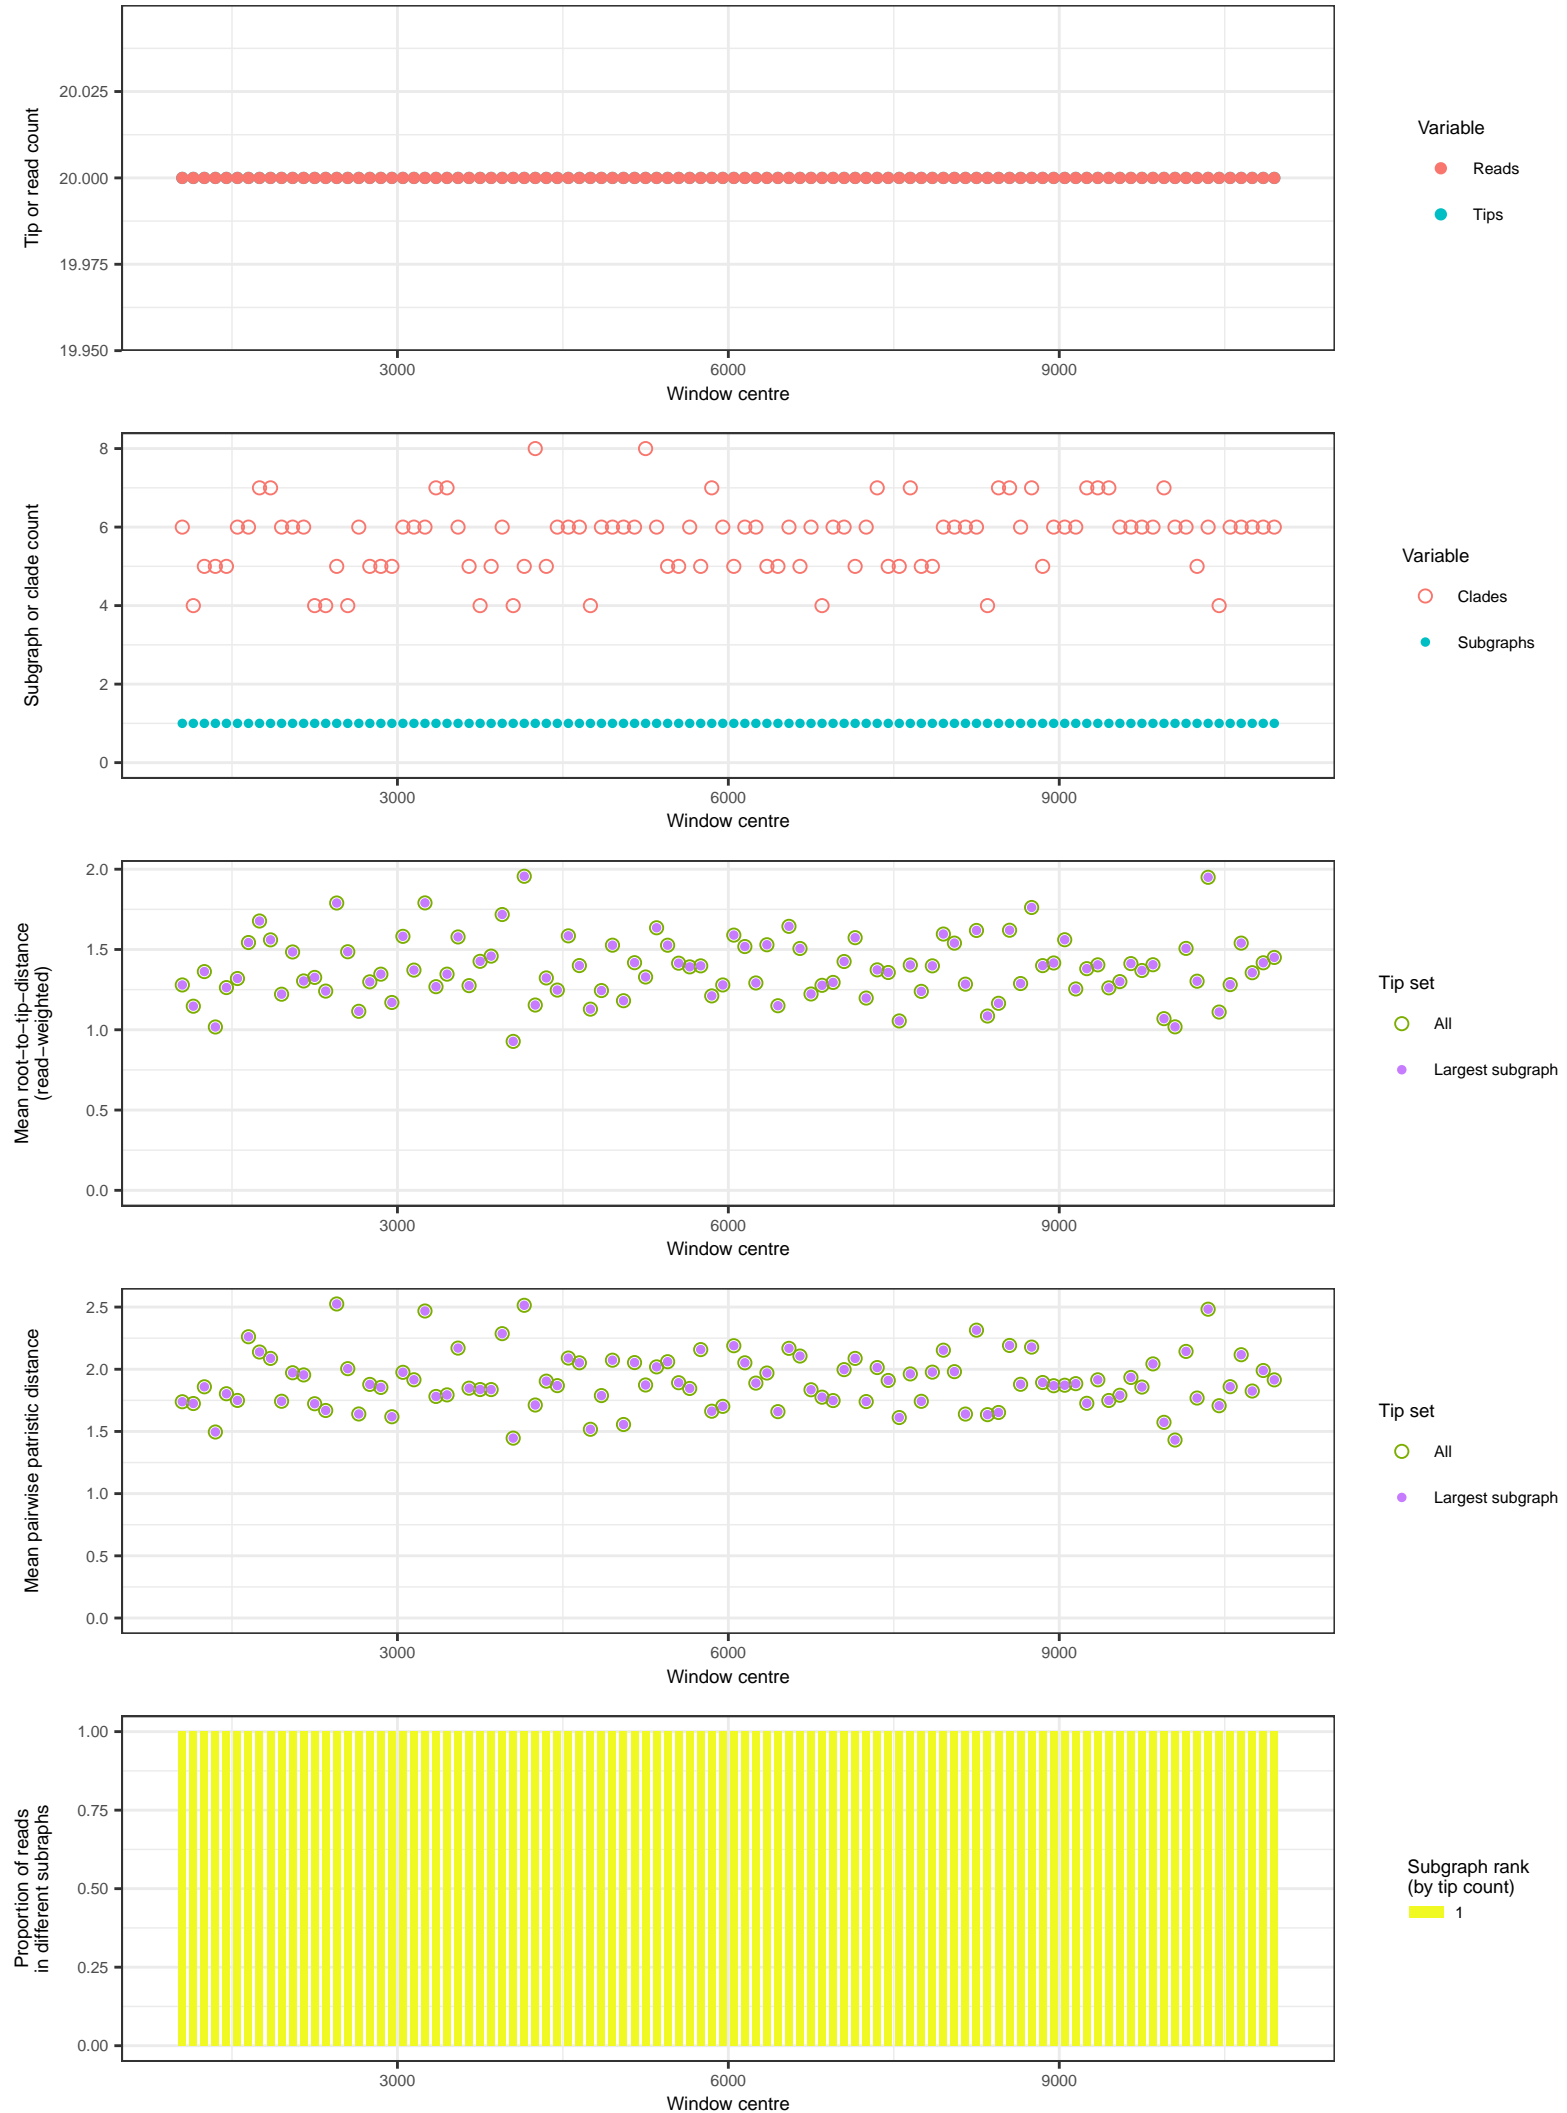 20.025
20.000
19.975
19.950
Tip or read count
3000
6000
9000
Window centre
Variable
Reads
Tips
8
6
4
2
0
Subgraph or clade count
3000
6000
9000
Window centre
Variable
Clades
Subgraphs
2.0
1.5
1.0
0.5
0.0
Mean root−to−tip−distance
(read−weighted)
3000
6000
9000
Window centre
Tip set
All
Largest subgraph
2.5
2.0
1.5
1.0
0.5
0.0
Mean pairwise patristic distance
3000
6000
9000
Window centre
Tip set
All
Largest subgraph
1.00
0.75
0.50
0.25
0.00
Proportion of reads
in different subraphs
3000
6000
9000
Window centre
Subgraph rank
(by tip count)
1